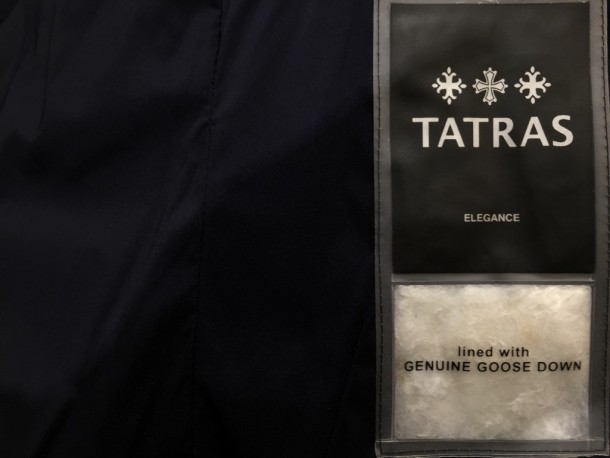 TATRAS
ELEGANCE
lined with
GENUINE GOOSE DOWN